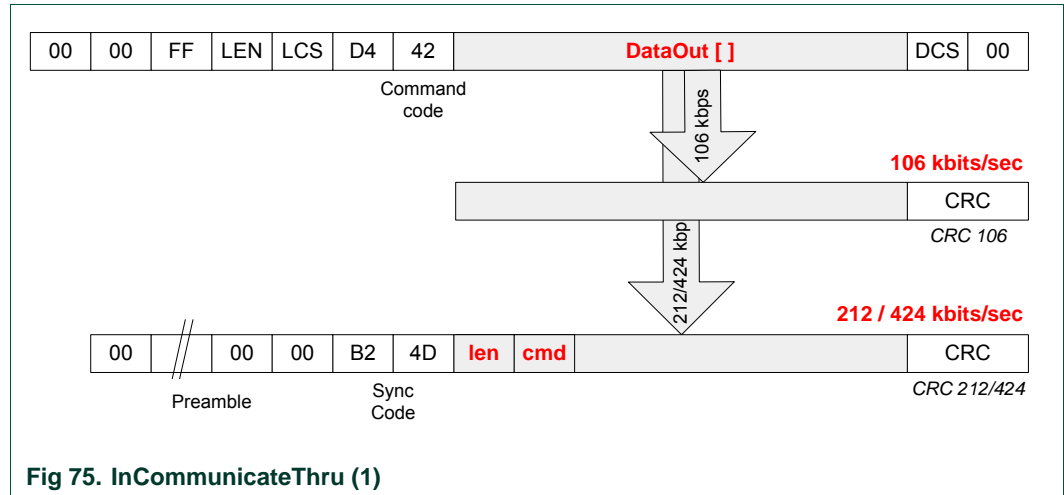 00 00 FF LEN LCS D4 42 DataOut [ ] DCS 00
Command
code
106 kbps
106 kbits/sec
CRC
CRC 106
212/424 kbp
212 / 424 kbits/sec
00 00 00 B2 4D len cmd CRC
Preamble
Sync
Code
CRC 212/424
Fig 75. InCommunicateThru (1)